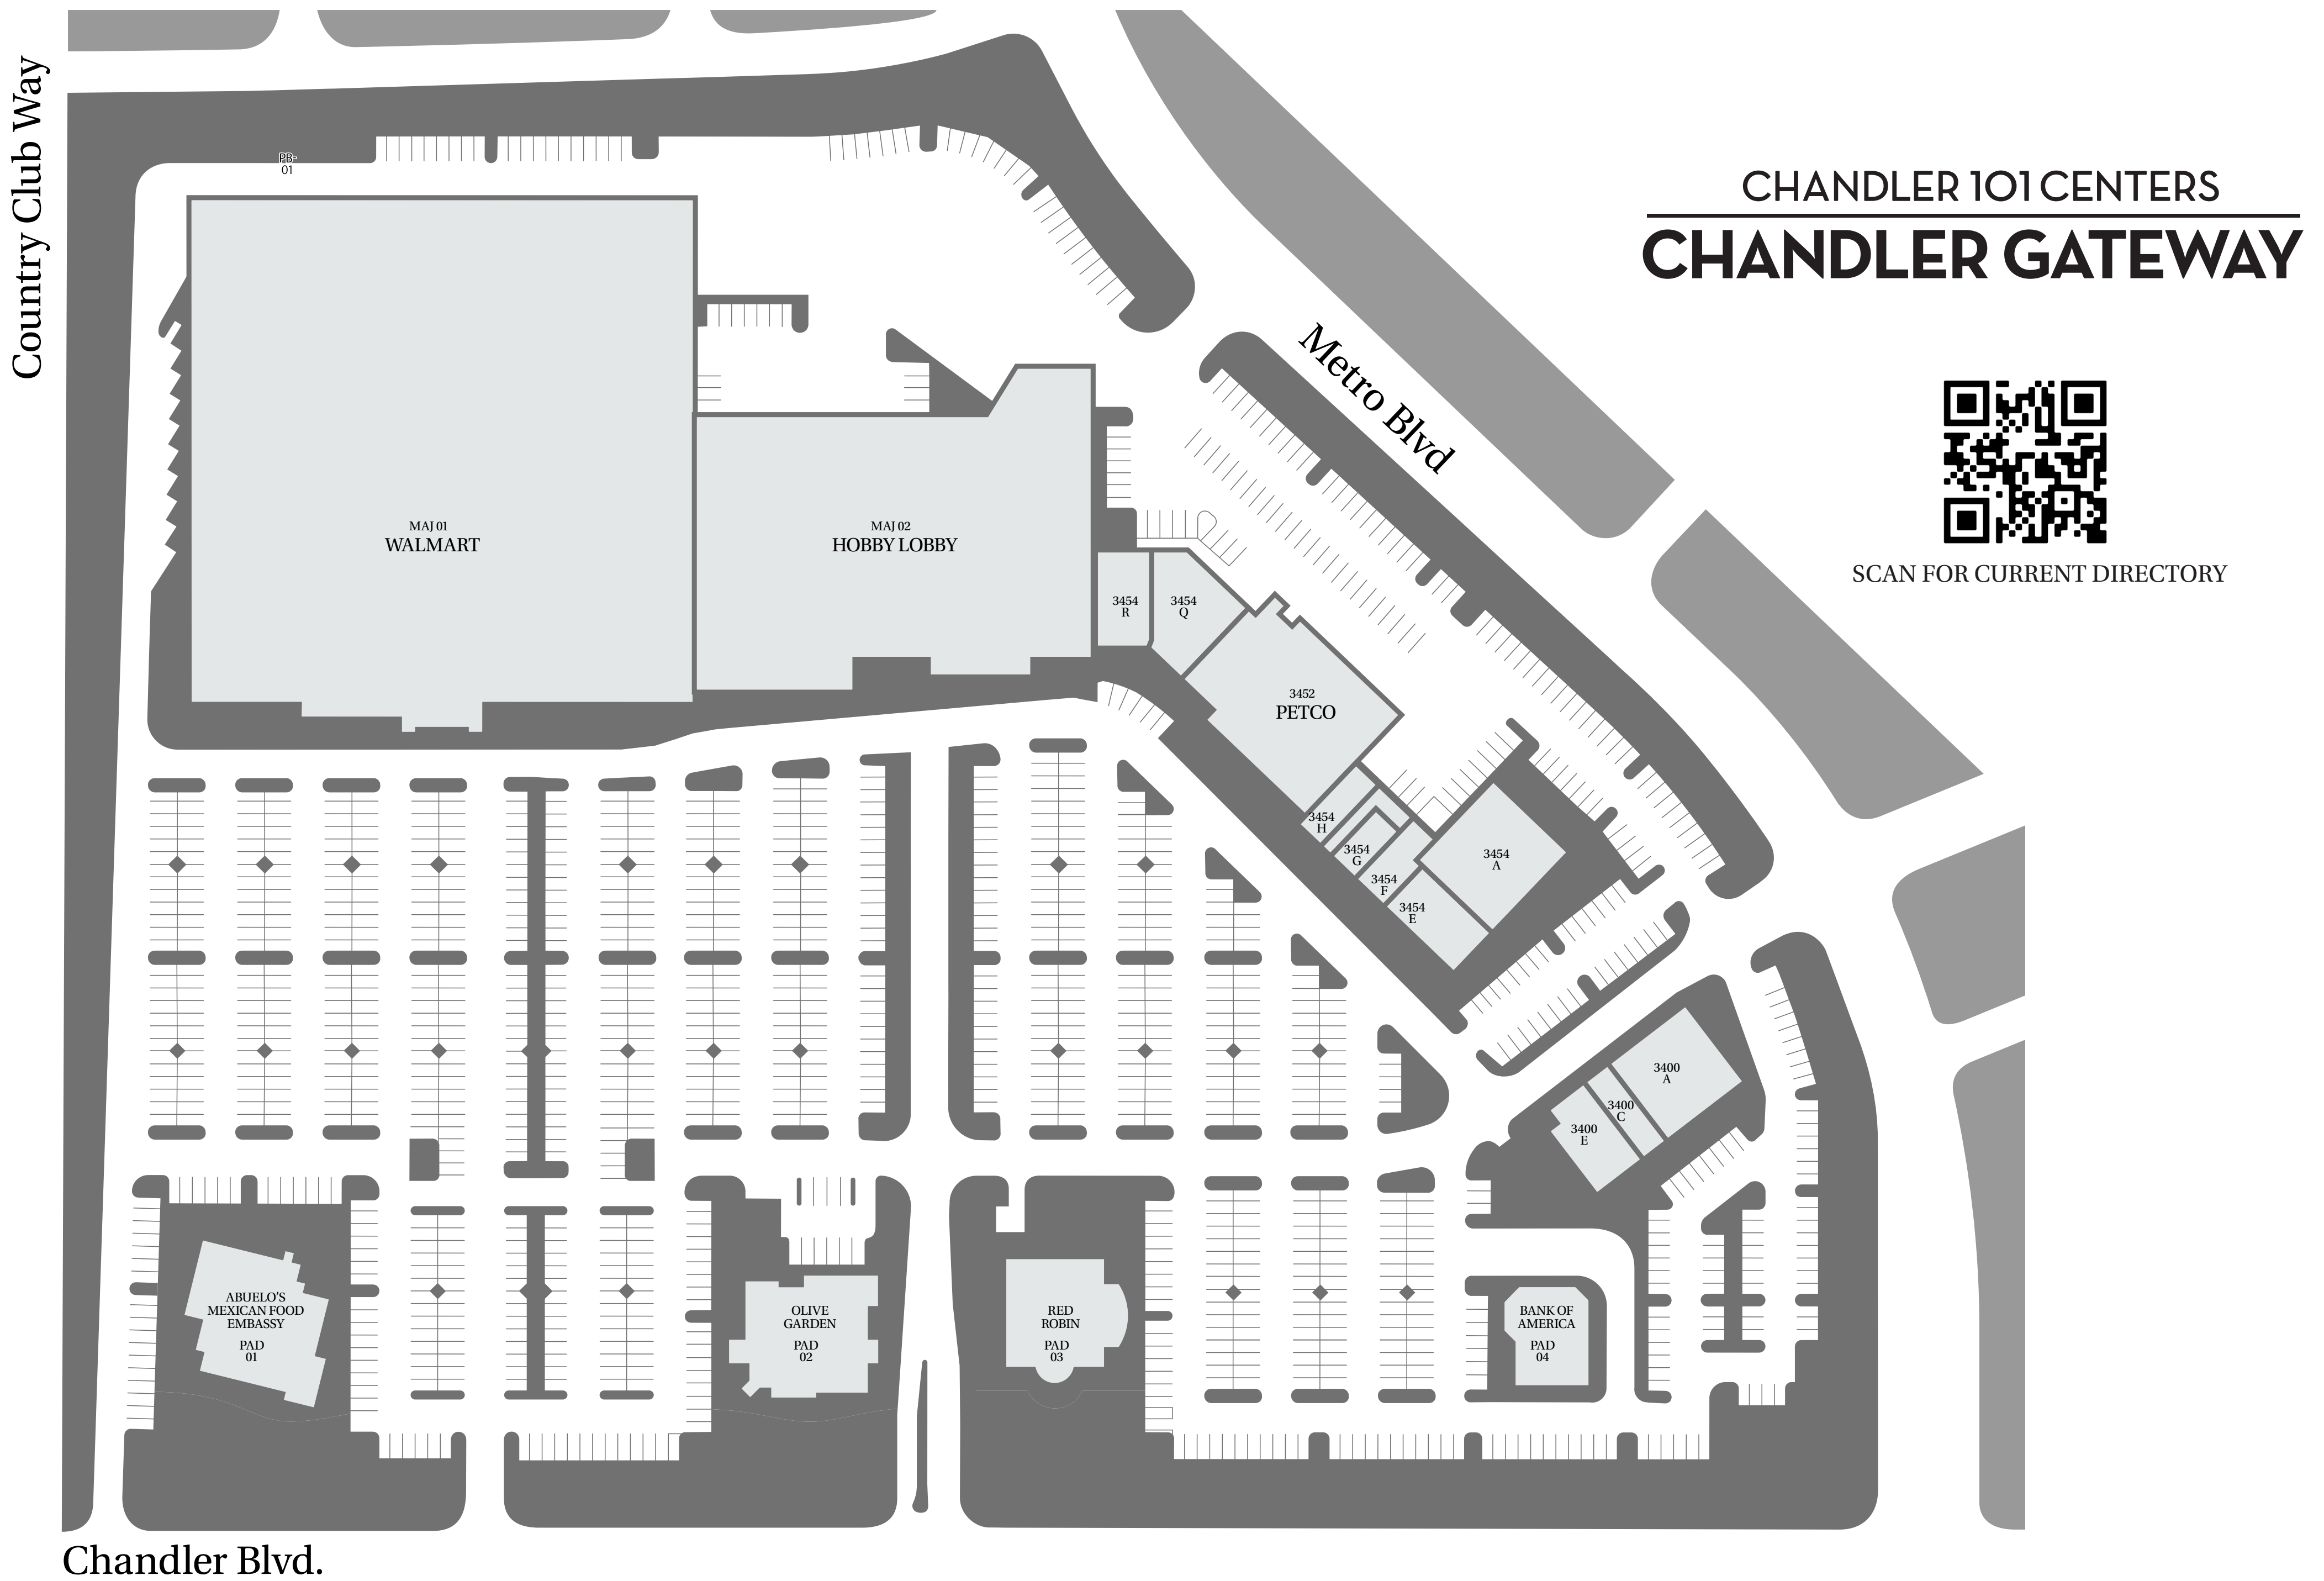 Country Club Way
PB-
01
CHANDLER 101 CENTERS
CHANDLER GATEWAY
Metro Blvd
SCAN FOR CURRENT DIRECTORY
MAJ 01
WALMART
MAJ 02
HOBBY LOBBY
3454
R
3454
Q
3452
PETCO
3454
H
3454
G
3454
F
3454
E
3454
A
3400
A
3400
C
3400
E
ABUELO'S
MEXICAN FOOD
EMBASSY
PAD
01
OLIVE
GARDEN
PAD
02
RED
ROBIN
PAD
03
BANK OF
AMERICA
PAD
04
Chandler Blvd.